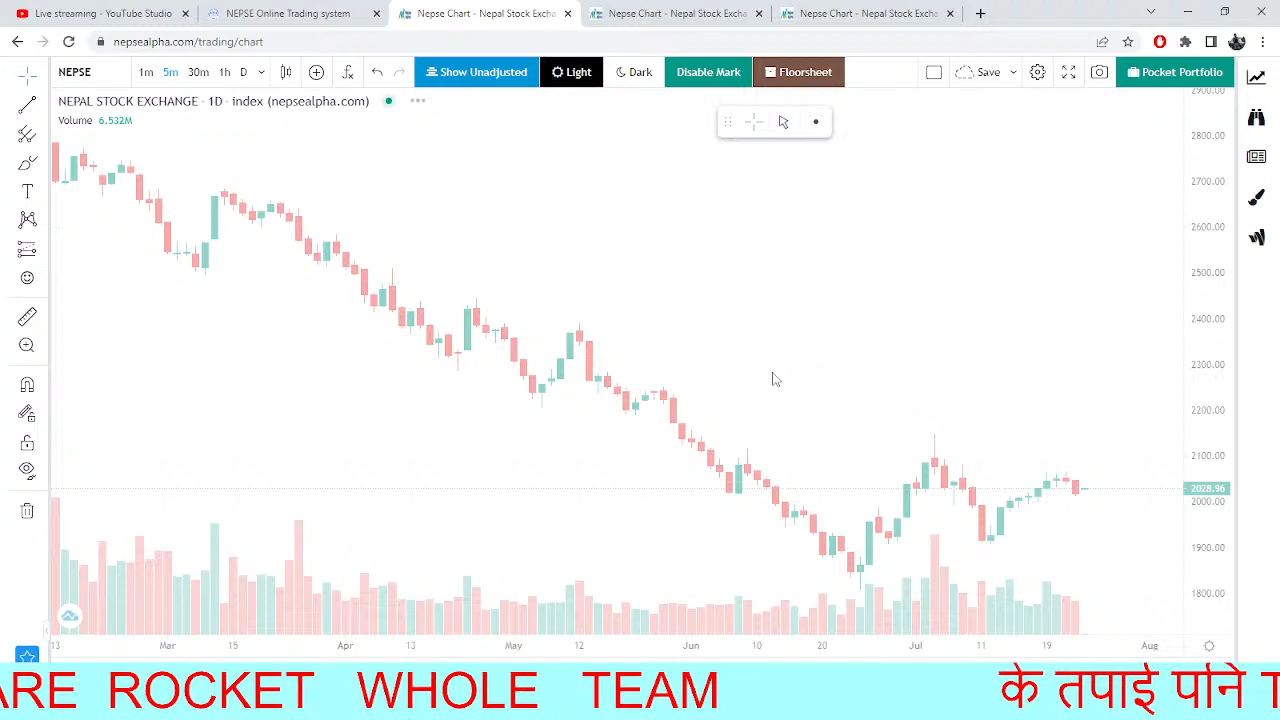 Live streaming - YouTube Studio
NEPSE Online Trading system
Nepse Chart - Nepal Stock Excha
Nepse Chart - Nepal Stock Excha
Nepse Chart - Nepal Stock Excha
nepsealpha.com/trading/chart
NEPSE 1m 5m 30m 1h D Show Unadjusted Light Dark Disable Mark Floorsheet Save Pocket Portfolio
NEPAL STOCK EXCHANGE · 1D · index (nepsealpha.com)
Volume 6.532M
2900.00
2800.00
2700.00
2600.00
2500.00
2400.00
2300.00
2200.00
2100.00
2028.96
2000.00
1900.00
1800.00
13 Mar 15 Apr 13 May 12 Jun 10 20 Jul 11 19 Aug
ARE ROCKET WHOLE TEAM के तपाई पनि T